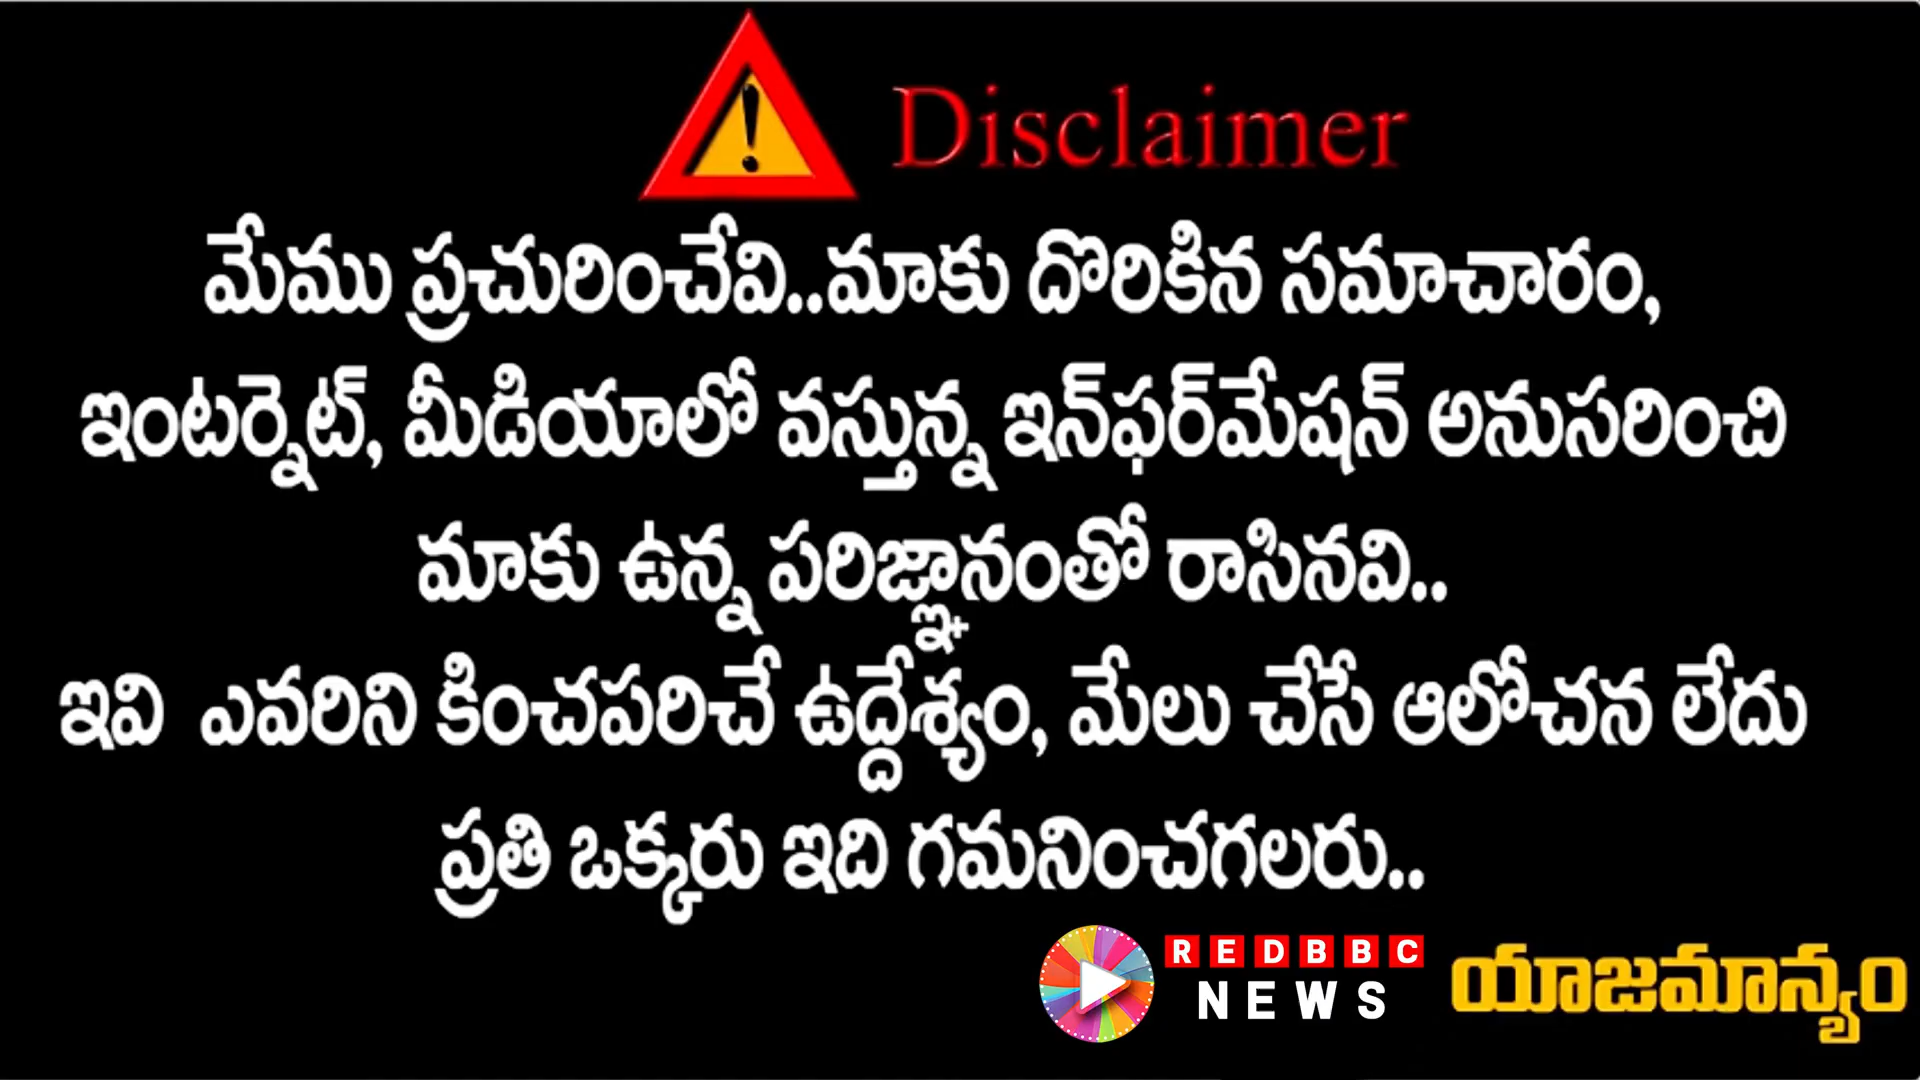 Disclaimer
మేము ప్రచురించేవి..మాకు దొరికిన సమాచారం,
ఇంటర్నెట్, మీడియాలో వస్తున్న ఇన్‌ఫర్‌మేషన్ అనుసరించి
మాకు ఉన్న పరిజ్ఞానంతో రాసినవి..
ఇవి ఎవరిని కించపరిచే ఉద్దేశ్యం, మేలు చేసే ఆలోచన లేదు
ప్రతి ఒక్కరు ఇది గమనించగలరు..
REDBBC
NEWS
యాజమాన్యం